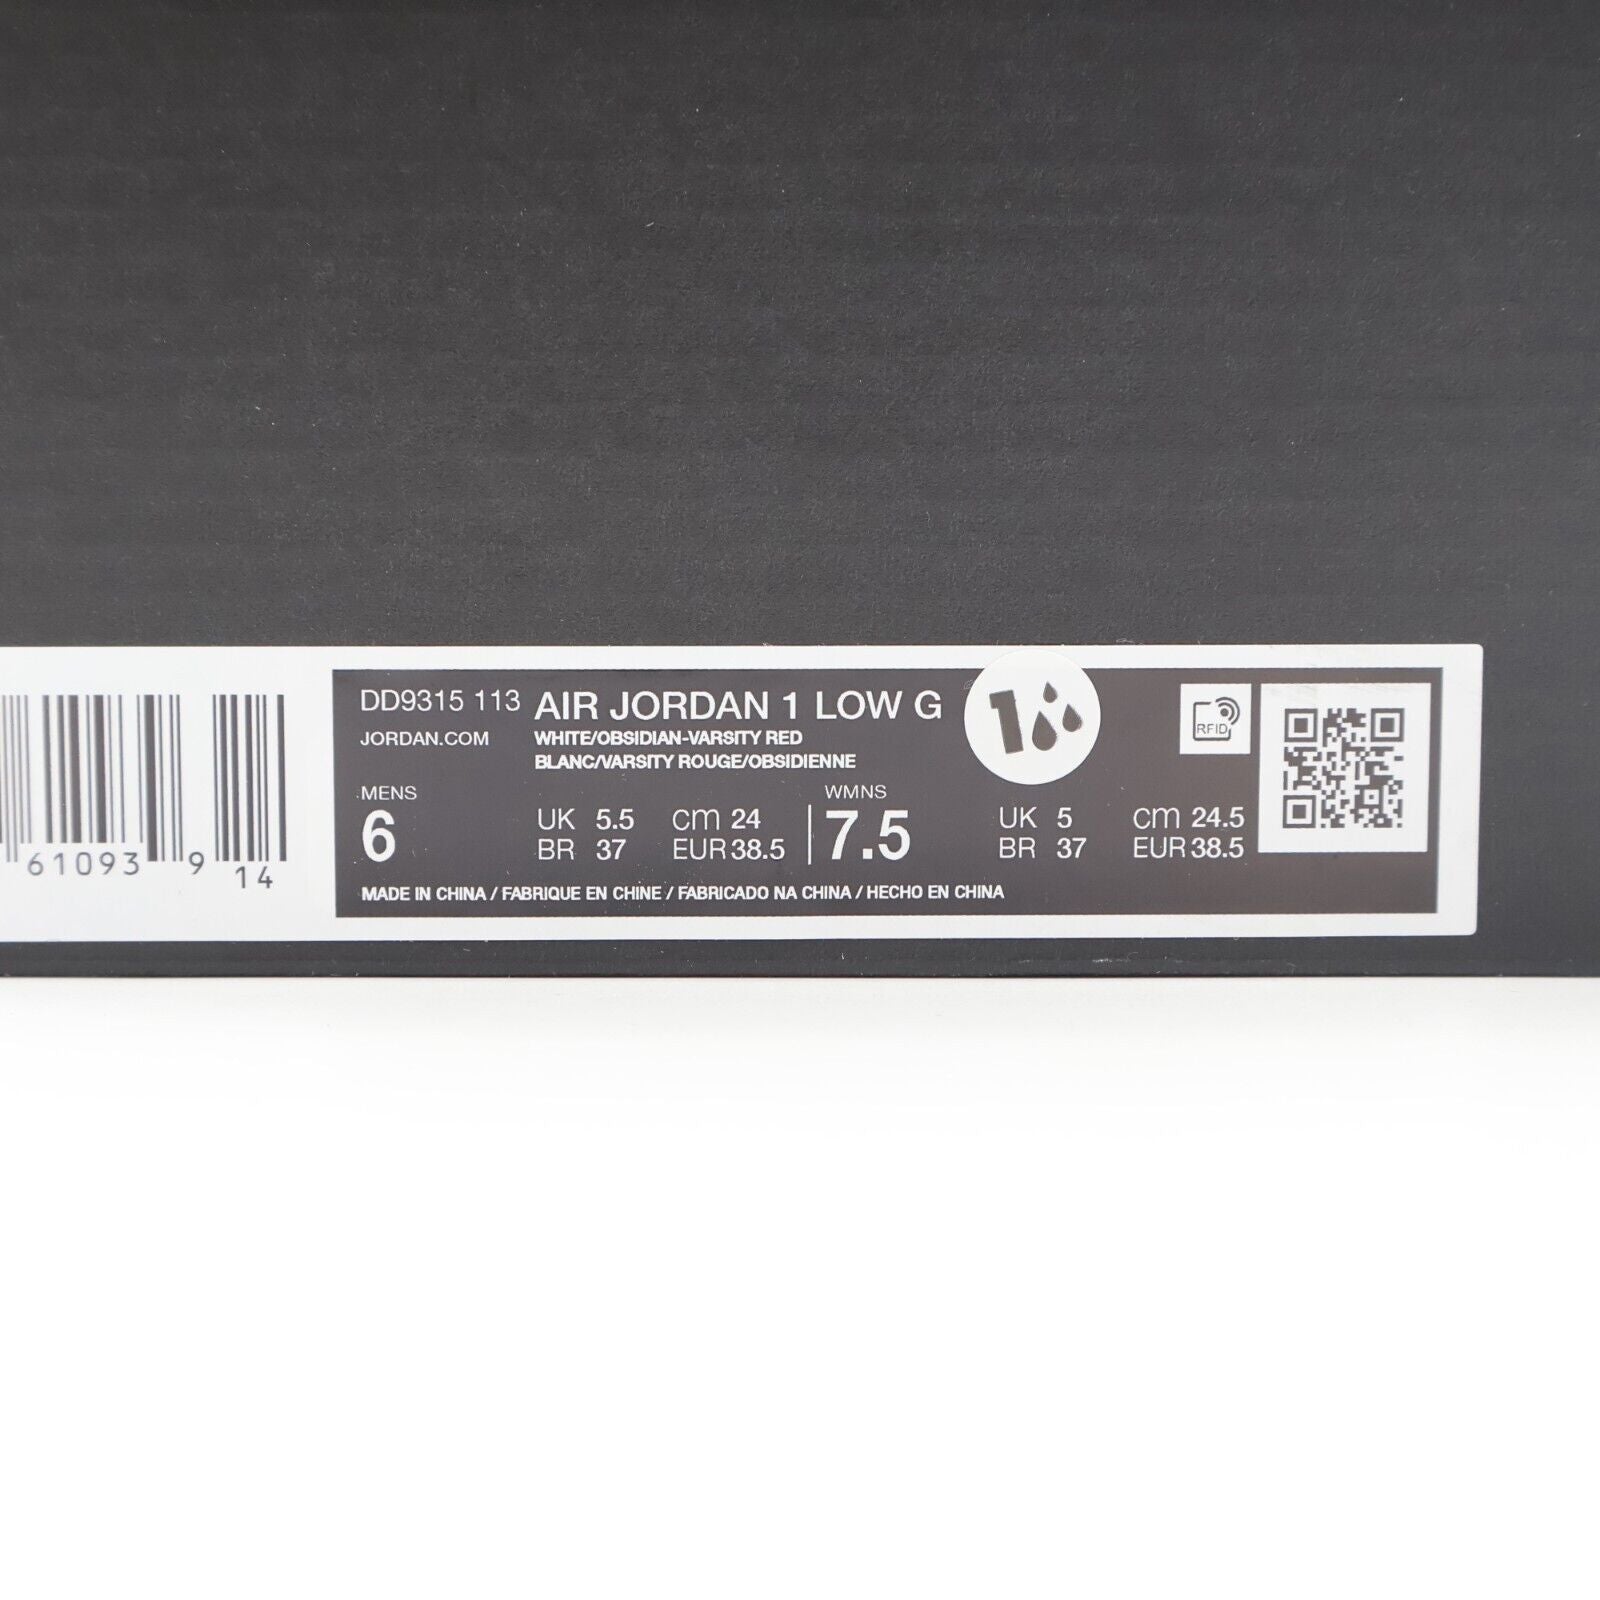 DD9315 113 AIR JORDAN 1 LOW G
JORDAN.COM WHITE/OBSIDIAN-VARSITY RED
BLANC/VARSITY ROUGE/OBSIDIENNE
1
RFID
MENS
6
UK 5.5 cm 24
BR 37 EUR 38.5
WMNS
7.5
UK 5 cm 24.5
BR 37 EUR 38.5
MADE IN CHINA / FABRIQUE EN CHINE / FABRICADO NA CHINA / HECHO EN CHINA
61093 9 14